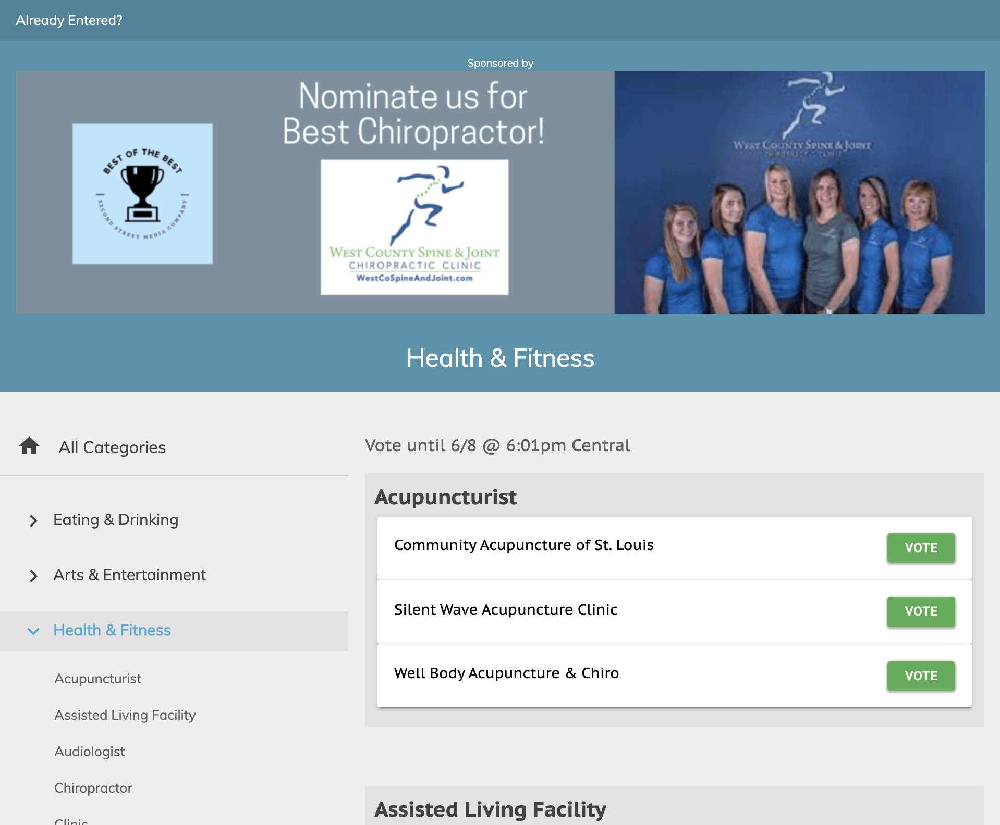 Already Entered?
Sponsored by
Nominate us for
Best Chiropractor!
BEST OF THE BEST
SECOND STREET MEDIA COMPANY
WEST COUNTY SPINE & JOINT
CHIROPRACTIC CLINIC
WestCoSpineAndJoint.com
WEST COUNTY SPINE & JOINT
CHIROPRACTIC CLINIC
Health & Fitness
All Categories
Eating & Drinking
Arts & Entertainment
Health & Fitness
Acupuncturist
Assisted Living Facility
Audiologist
Chiropractor
Clinic
Vote until 6/8 @ 6:01pm Central
Acupuncturist
Community Acupuncture of St. Louis
VOTE
Silent Wave Acupuncture Clinic
VOTE
Well Body Acupuncture & Chiro
VOTE
Assisted Living Facility